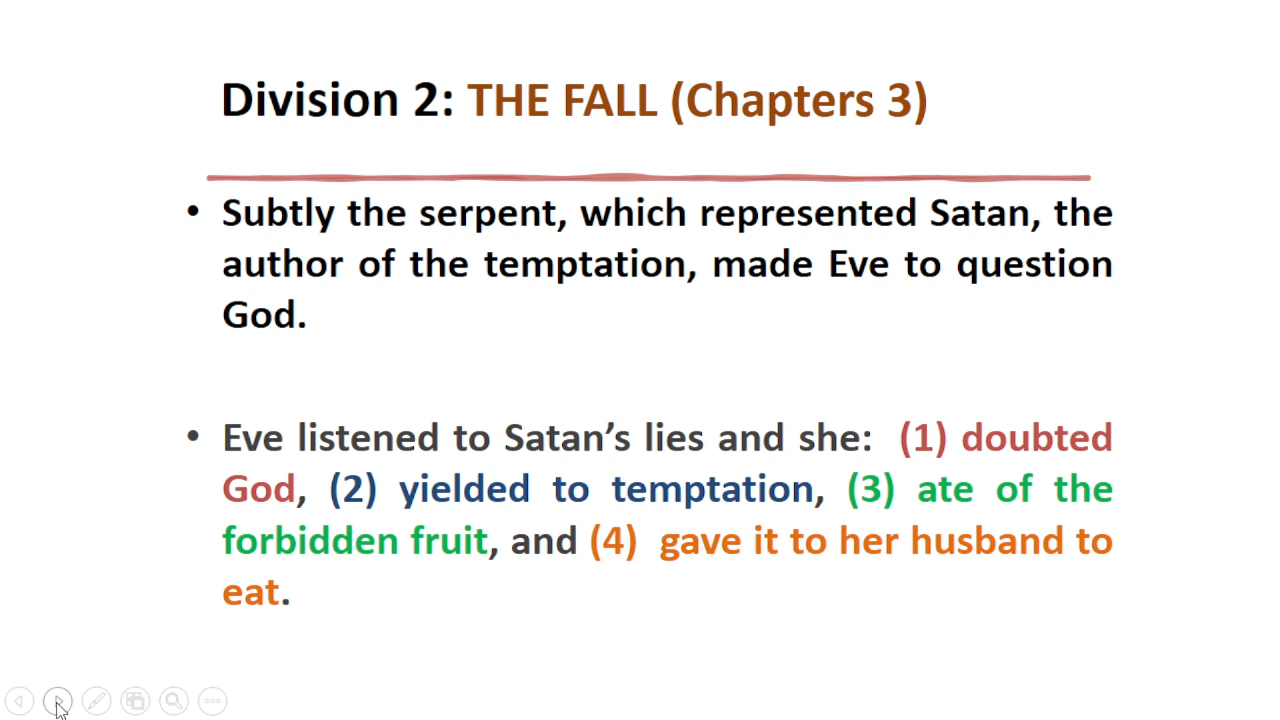 Division 2: THE FALL (Chapters 3)
• Subtly the serpent, which represented Satan, the
author of the temptation, made Eve to question
God.
• Eve listened to Satan’s lies and she: (1) doubted
God, (2) yielded to temptation, (3) ate of the
forbidden fruit, and (4) gave it to her husband to
eat.